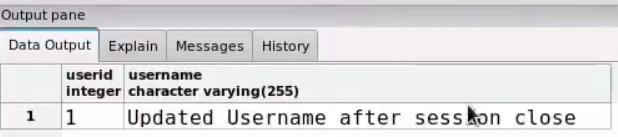 Output pane
Data Output Explain Messages History
userid username
integer character varying(255)
1 1 Updated Username after session close